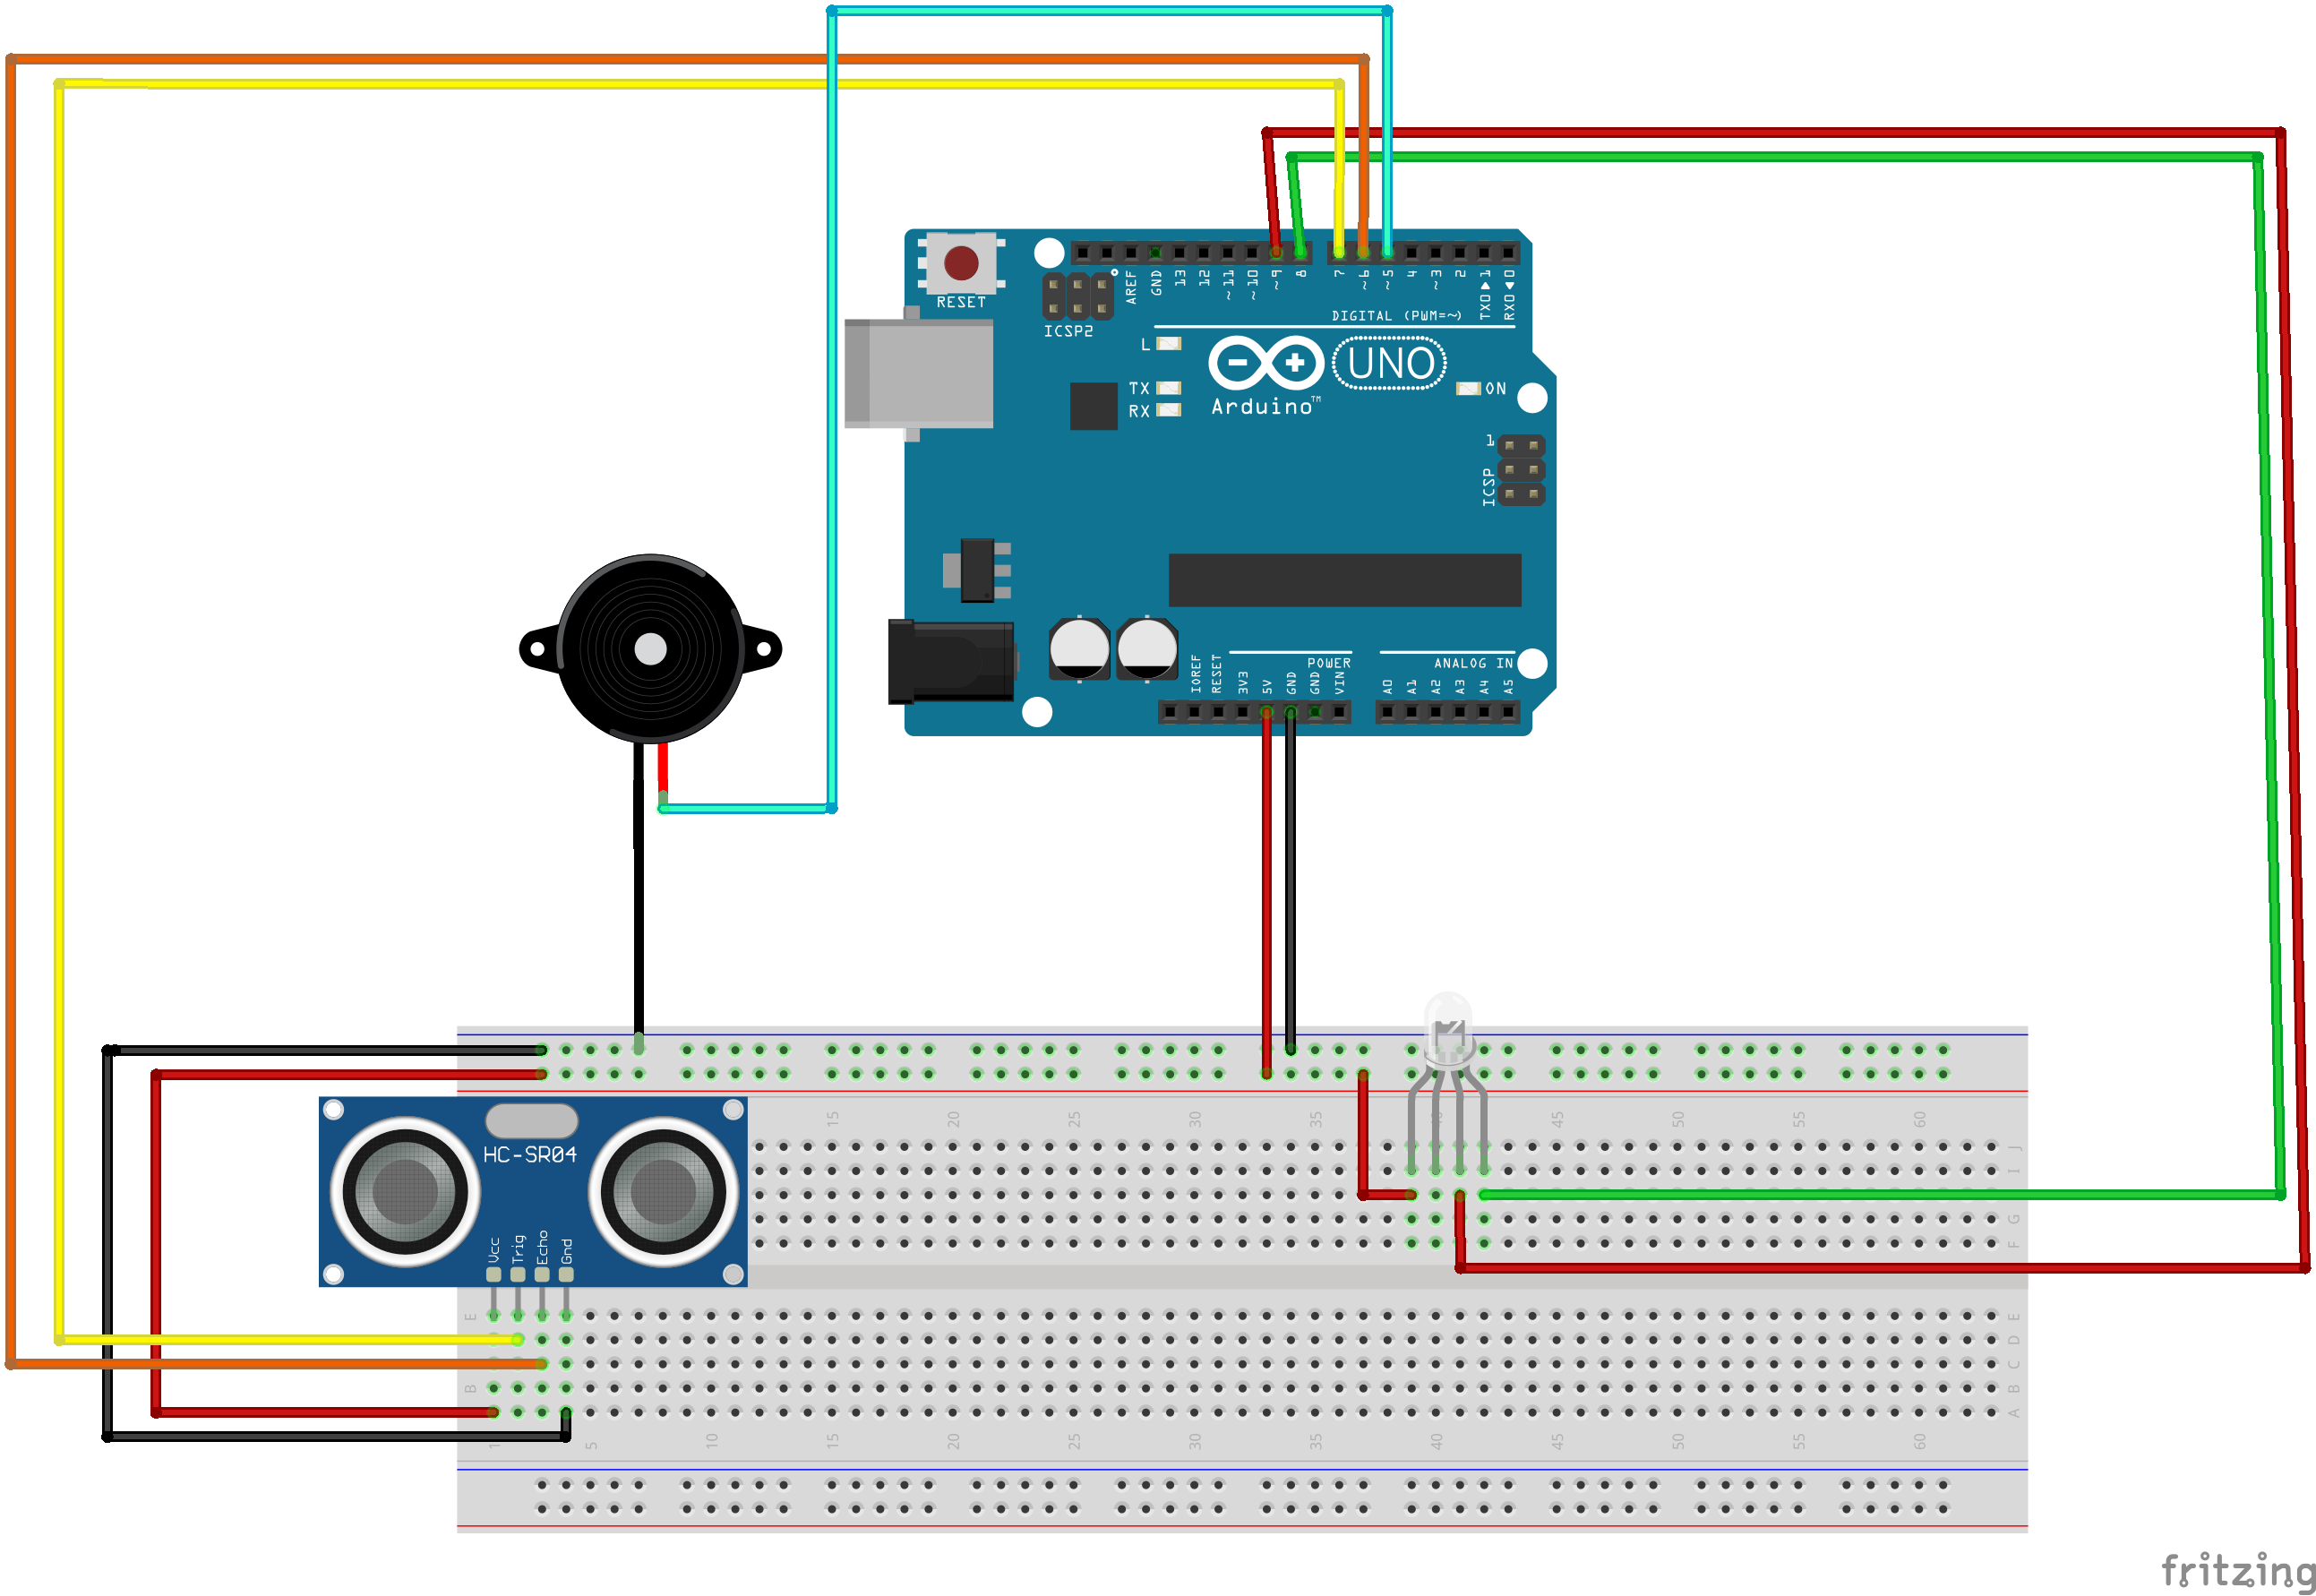 RESET
ICSP2
AREF
GND
13
12
~11
~10
~9
8
7
~6
~5
4
~3
2
TX0▶1
RX0◀0
DIGITAL (PWM=~)
L
TX
RX
Arduino™
UNO
ON
1
ICSP
IOREF
RESET
3V3
5V
GND
GND
VIN
POWER
A0
A1
A2
A3
A4
A5
ANALOG IN
HC-SR04
Vcc
Trig
Echo
Gnd
15
20
25
30
35
40
45
50
55
60
J
I
G
F
E
E
D
C
B
B
A
1
5
10
15
20
25
30
35
40
45
50
55
60
fritzing